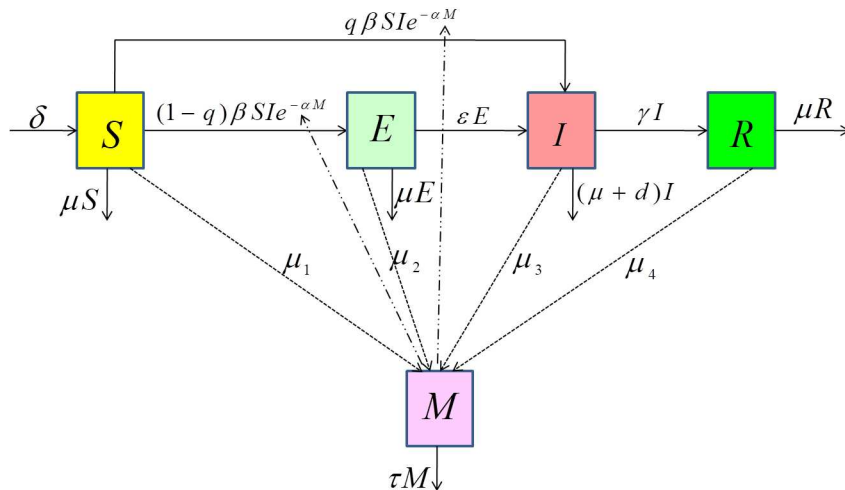 qβSIe^{-αM}
δ
S
(1-q)βSIe^{-αM}
E
εE
I
γI
R
μR
μS
μE
(μ+d)I
μ₁
μ₂
μ₃
μ₄
M
τM